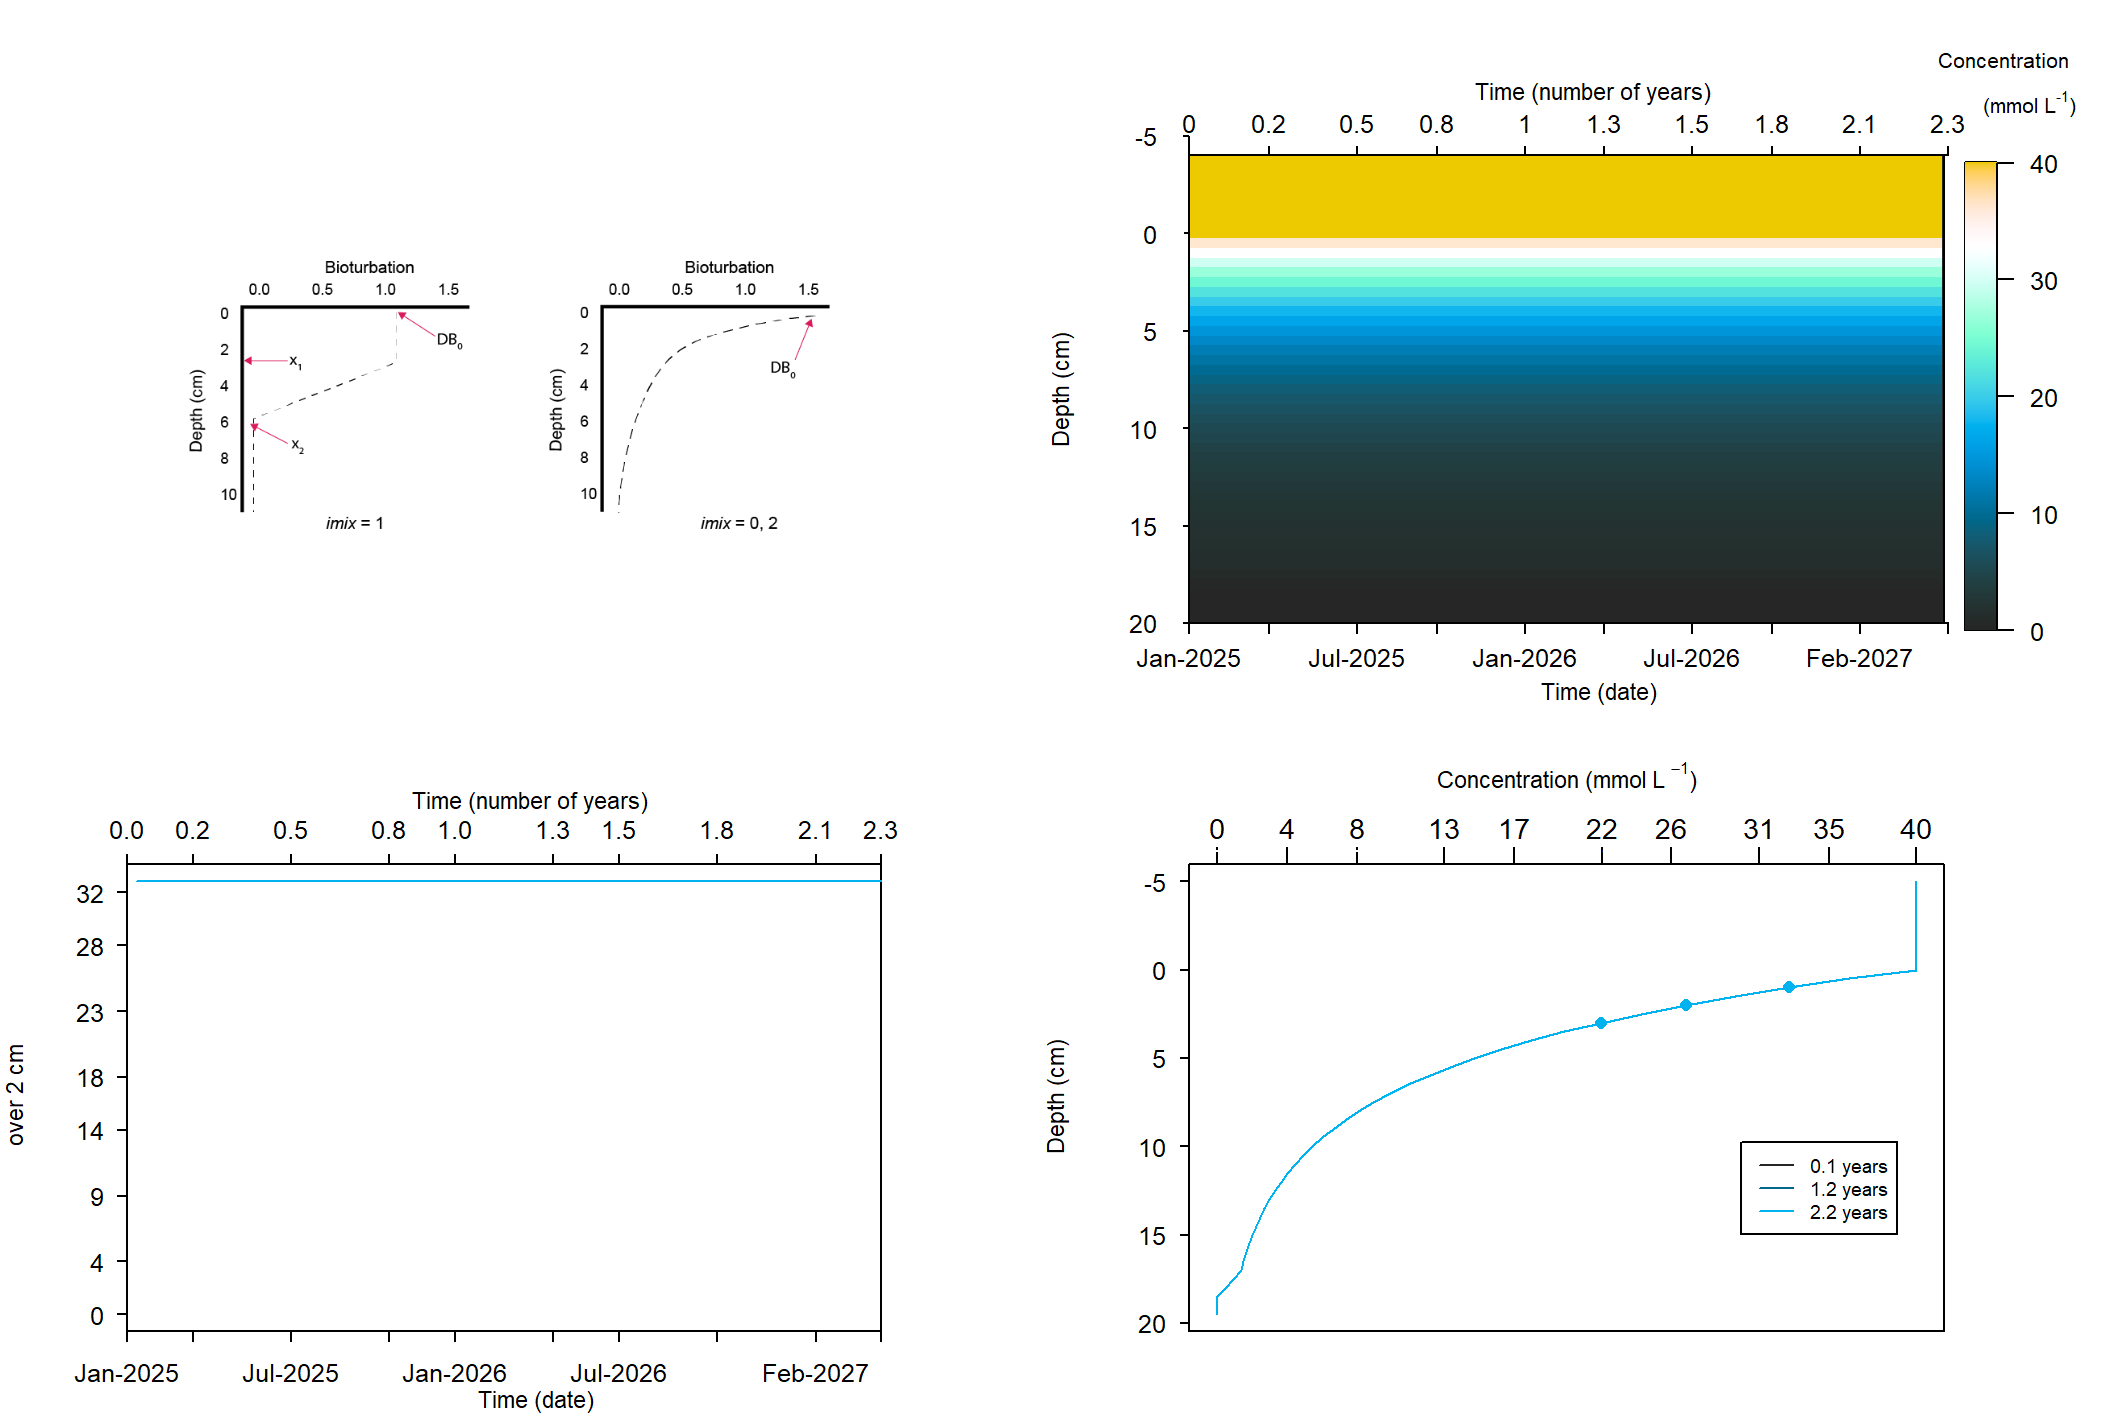 Bioturbation
0.0 0.5 1.0 1.5
0
2
4
6
8
10
Depth (cm)
DB0
x1
x2
imix = 1
Bioturbation
0.0 0.5 1.0 1.5
0
2
4
6
8
10
Depth (cm)
DB0
imix = 0, 2
Concentration
(mmol L-1)
Time (number of years)
0 0.2 0.5 0.8 1 1.3 1.5 1.8 2.1 2.3
-5
0
5
10
15
20
Depth (cm)
40
30
20
10
0
Jan-2025 Jul-2025 Jan-2026 Jul-2026 Feb-2027
Time (date)
Time (number of years)
0.0 0.2 0.5 0.8 1.0 1.3 1.5 1.8 2.1 2.3
32
28
23
18
14
9
4
0
over 2 cm
Jan-2025 Jul-2025 Jan-2026 Jul-2026 Feb-2027
Time (date)
Concentration (mmol L −1)
0 4 8 13 17 22 26 31 35 40
-5
0
5
10
15
20
Depth (cm)
0.1 years
1.2 years
2.2 years